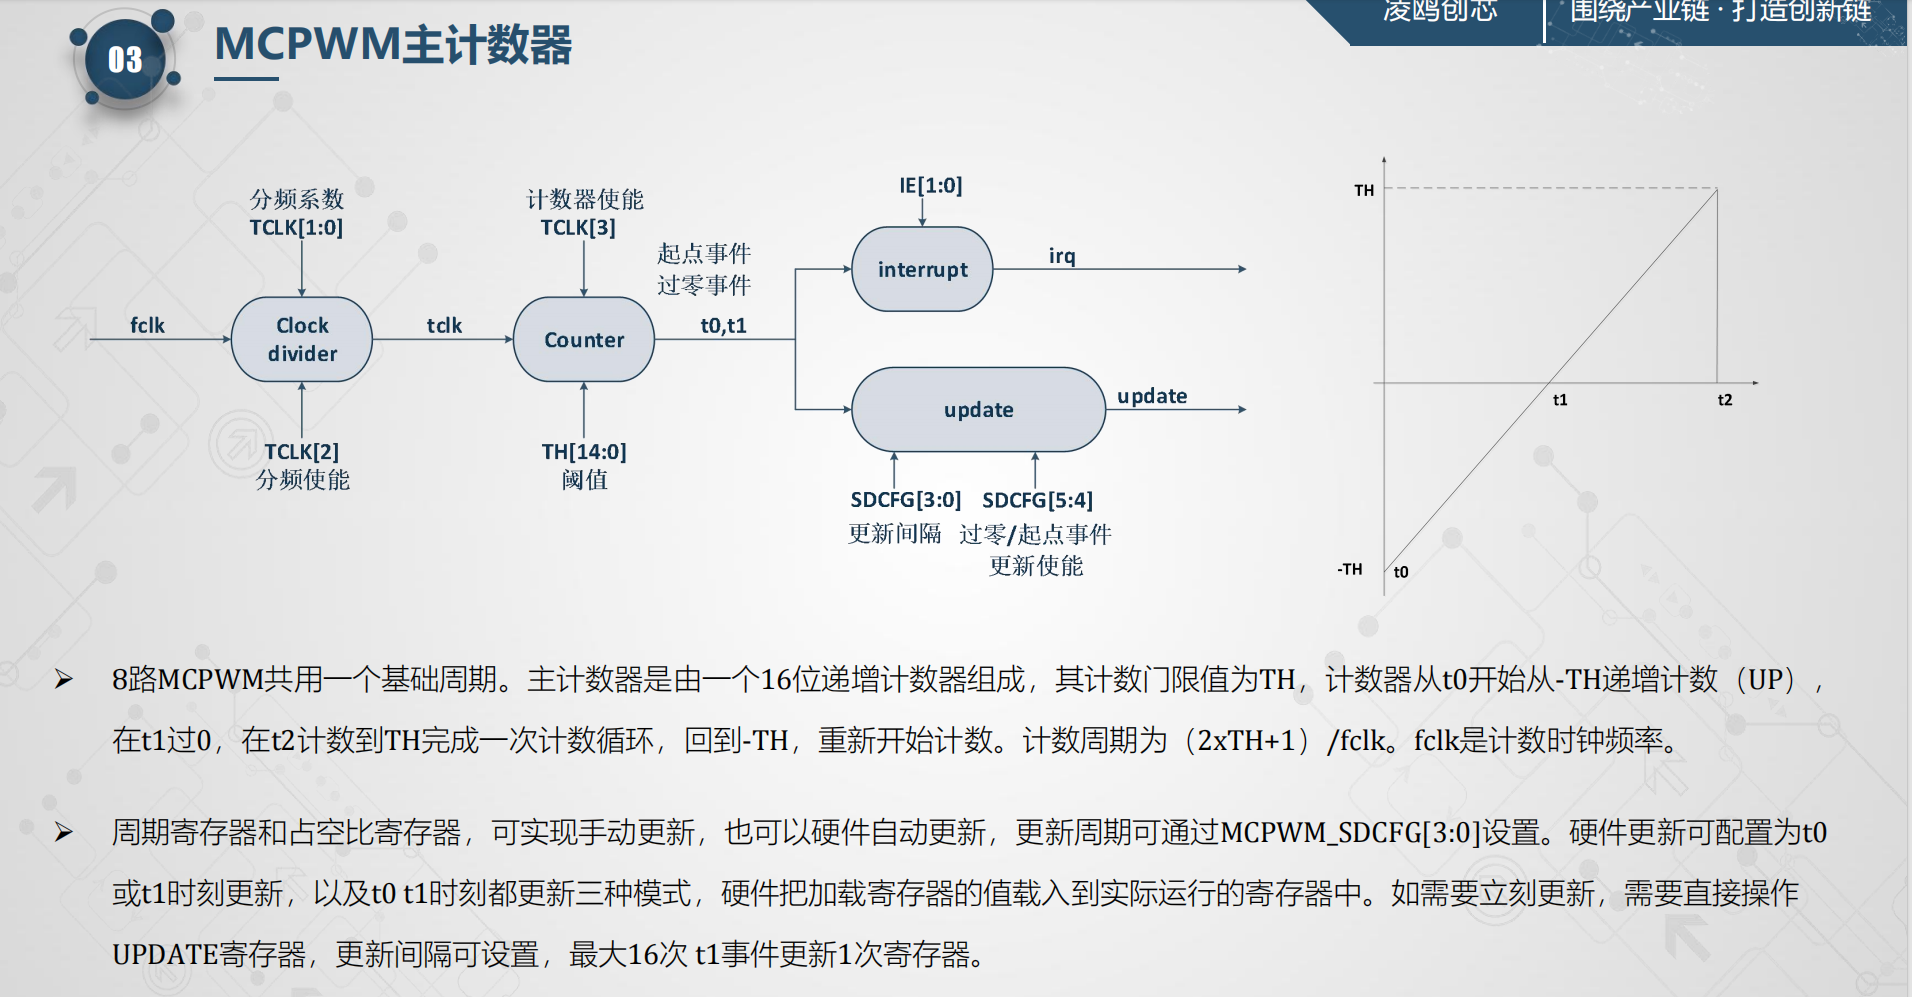 凌鸥创芯
围绕产业链 · 打造创新链
03
MCPWM主计数器
分频系数
TCLK[1:0]
fclk
Clock
divider
TCLK[2]
分频使能
tclk
计数器使能
TCLK[3]
Counter
TH[14:0]
阈值
起点事件
过零事件
t0,t1
IE[1:0]
interrupt
irq
update
update
SDCFG[3:0]
更新间隔
SDCFG[5:4]
过零/起点事件
更新使能
TH
t1
t2
-TH
t0
➢ 8路MCPWM共用一个基础周期。主计数器是由一个16位递增计数器组成，其计数门限值为TH，计数器从t0开始从-TH递增计数（UP），
在t1过0，在t2计数到TH完成一次计数循环，回到-TH，重新开始计数。计数周期为（2xTH+1）/fclk。fclk是计数时钟频率。
➢ 周期寄存器和占空比寄存器，可实现手动更新，也可以硬件自动更新，更新周期可通过MCPWM_SDCFG[3:0]设置。硬件更新可配置为t0
或t1时刻更新，以及t0 t1时刻都更新三种模式，硬件把加载寄存器的值载入到实际运行的寄存器中。如需要立刻更新，需要直接操作
UPDATE寄存器，更新间隔可设置，最大16次 t1事件更新1次寄存器。